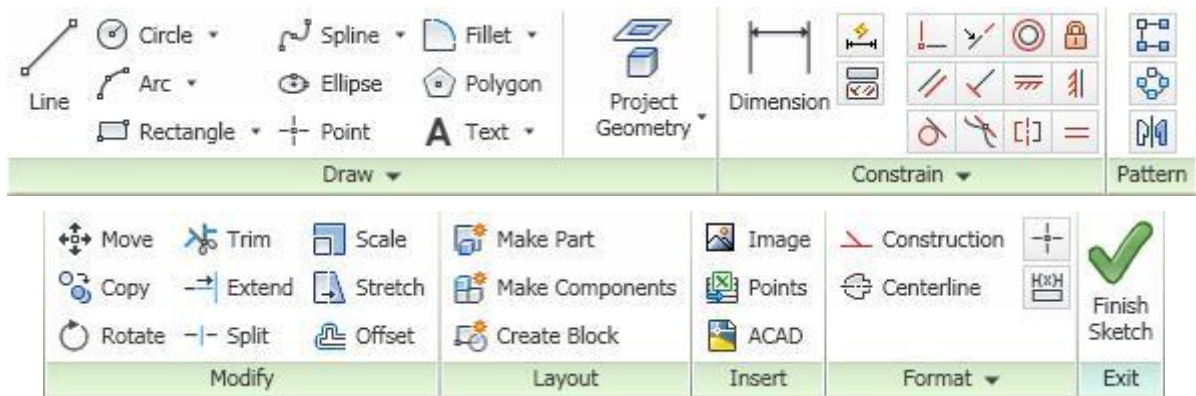 Circle Spline Fillet
Arc Ellipse Polygon
Line Project Dimension
Rectangle Point A Text Geometry
Draw Constrain Pattern
Move Trim Scale Make Part Image Construction
Copy Extend Stretch Make Components Points Centerline HxH
Finish
Rotate Split Offset Create Block ACAD Sketch
Modify Layout Insert Format Exit